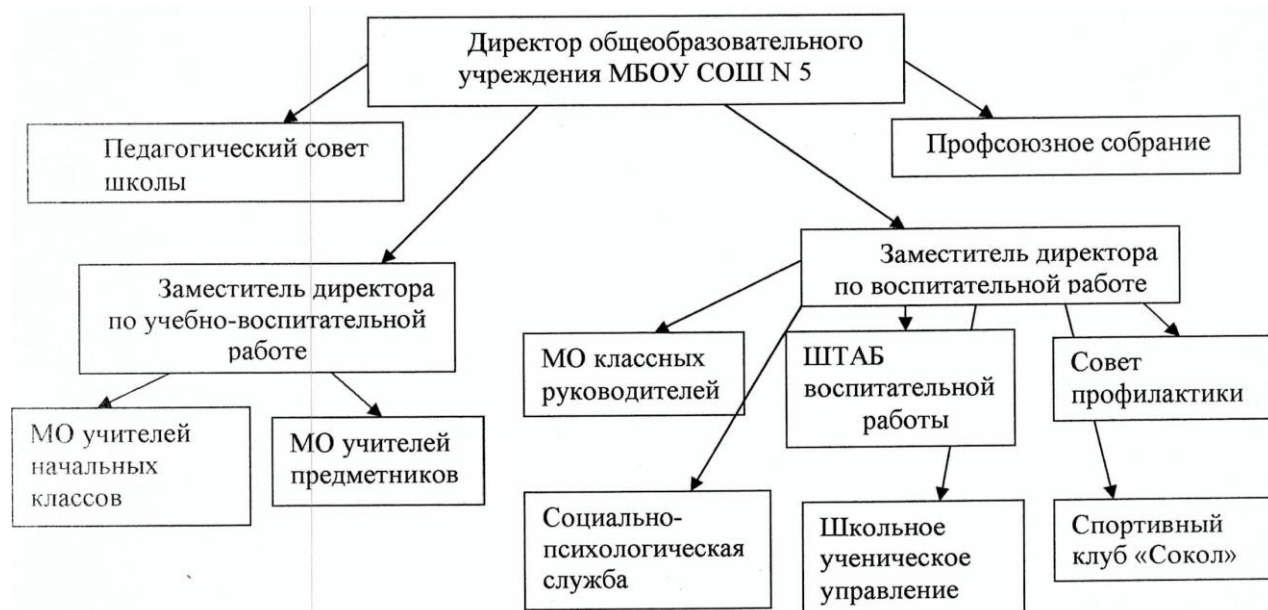 Директор общеобразовательного
учреждения МБОУ СОШ N 5
Педагогический совет
школы
Профсоюзное собрание
Заместитель директора
по учебно-воспитательной
работе
Заместитель директора
по воспитательной работе
МО классных
руководителей
ШТАБ
воспитательной
работы
Совет
профилактики
МО учителей
начальных
классов
МО учителей
предметников
Социально-
психологическая
служба
Школьное
ученическое
управление
Спортивный
клуб «Сокол»